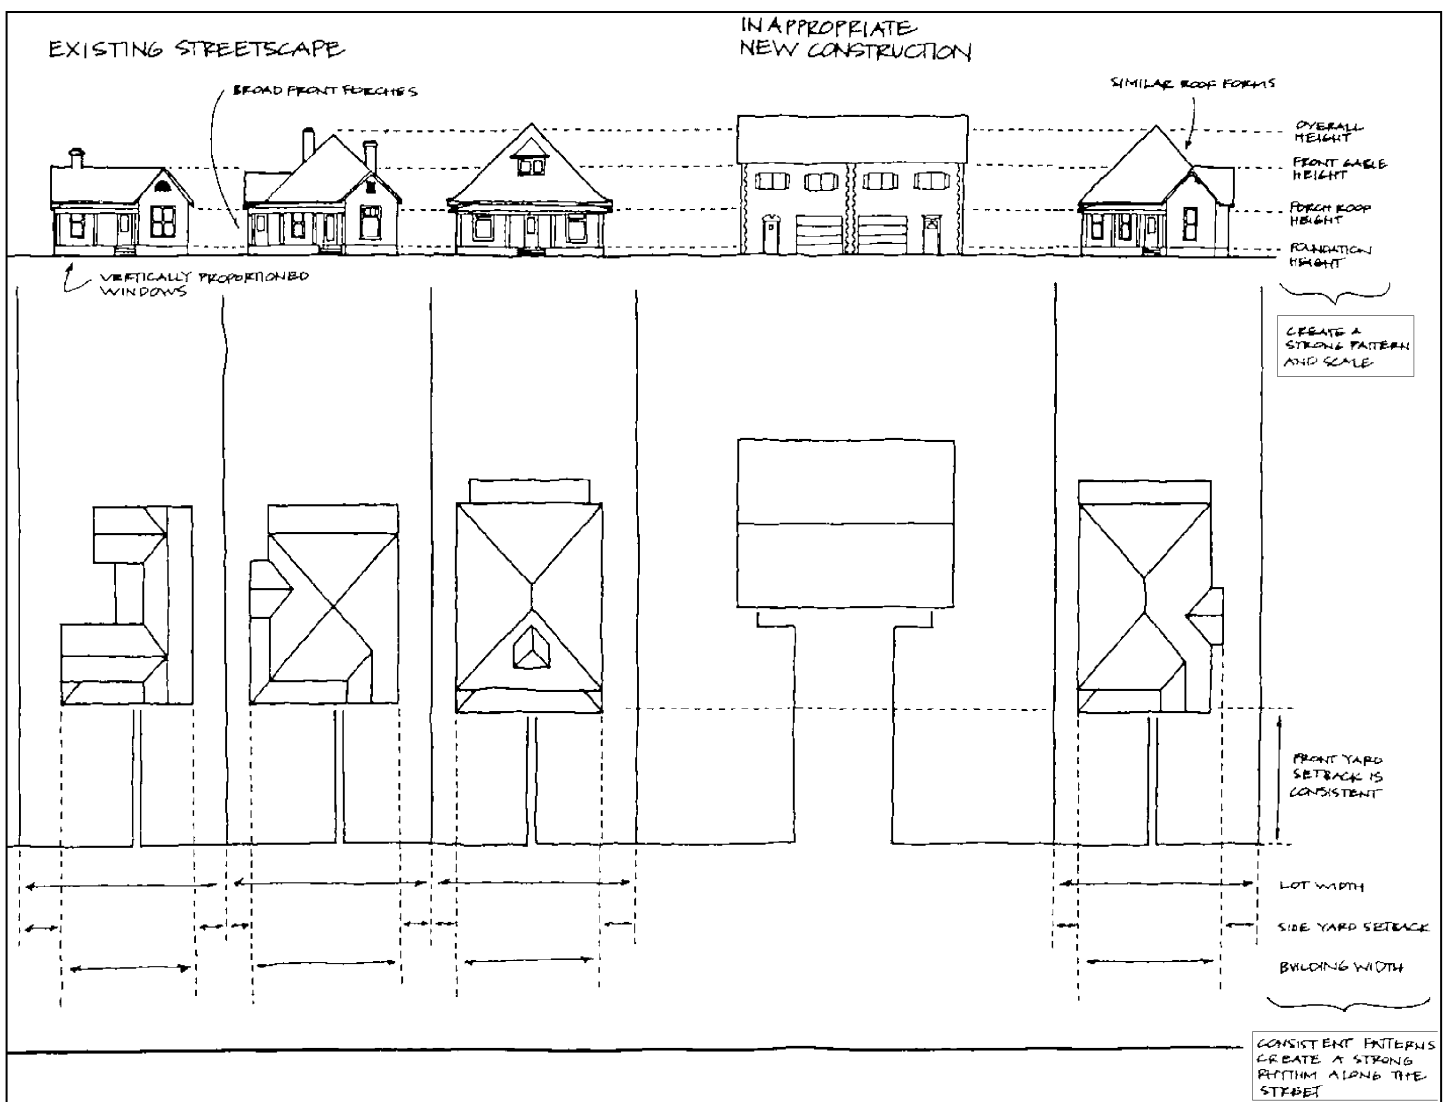 EXISTING STREETSCAPE
INAPPROPRIATE
NEW CONSTRUCTION
BROAD FRONT PORCHES
SIMILAR ROOF FORMS
OVERALL
HEIGHT
FRONT GABLE
HEIGHT
PORCH ROOF
HEIGHT
FOUNDATION
HEIGHT
VERTICALLY PROPORTIONED
WINDOWS
CREATE A
STRONG PATTERN
AND SCALE
FRONT YARD
SETBACK IS
CONSISTENT
LOT WIDTH
SIDE YARD SETBACK
BUILDING WIDTH
CONSISTENT PATTERNS
CREATE A STRONG
RHYTHM ALONG THE
STREET